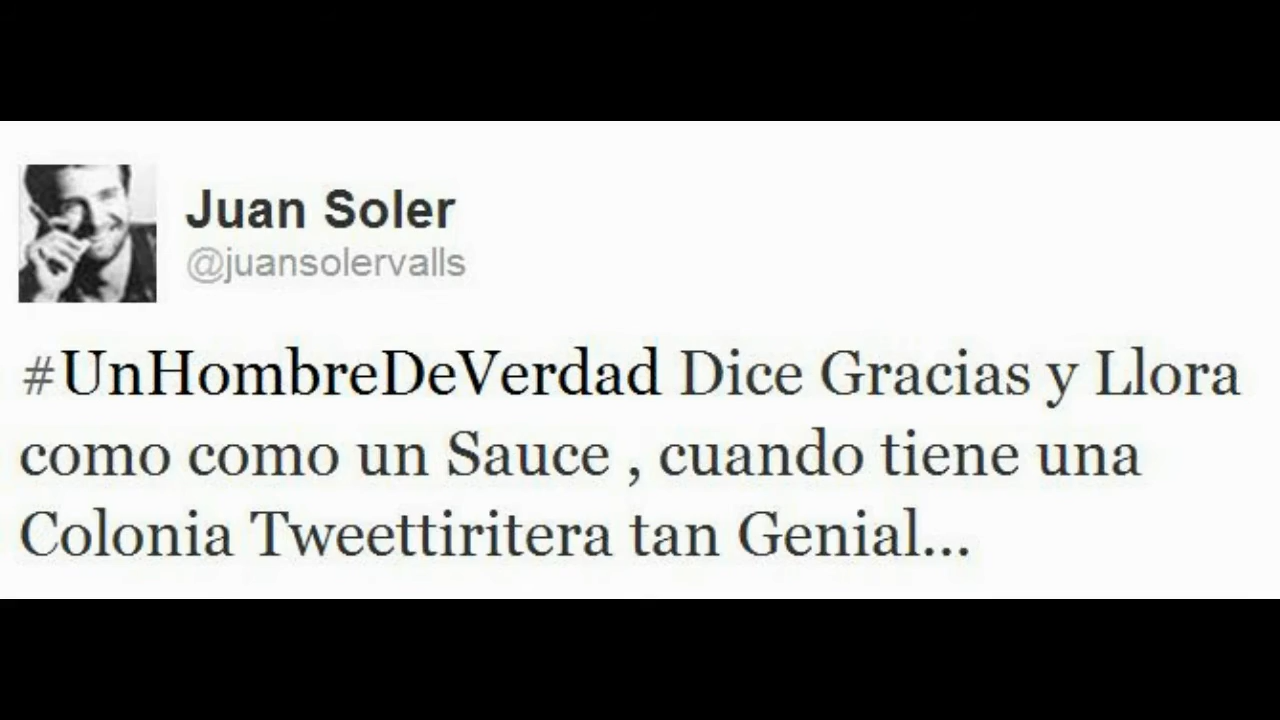 Juan Soler
@juansolervalls
#UnHombreDeVerdad Dice Gracias y Llora
como como un Sauce , cuando tiene una
Colonia Tweettiritera tan Genial...